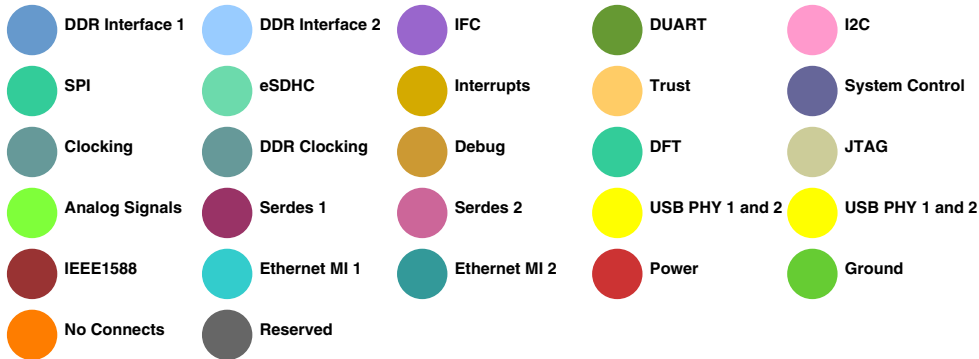 DDR Interface 1 DDR Interface 2 IFC DUART I2C
SPI eSDHC Interrupts Trust System Control
Clocking DDR Clocking Debug DFT JTAG
Analog Signals Serdes 1 Serdes 2 USB PHY 1 and 2 USB PHY 1 and 2
IEEE1588 Ethernet MI 1 Ethernet MI 2 Power Ground
No Connects Reserved